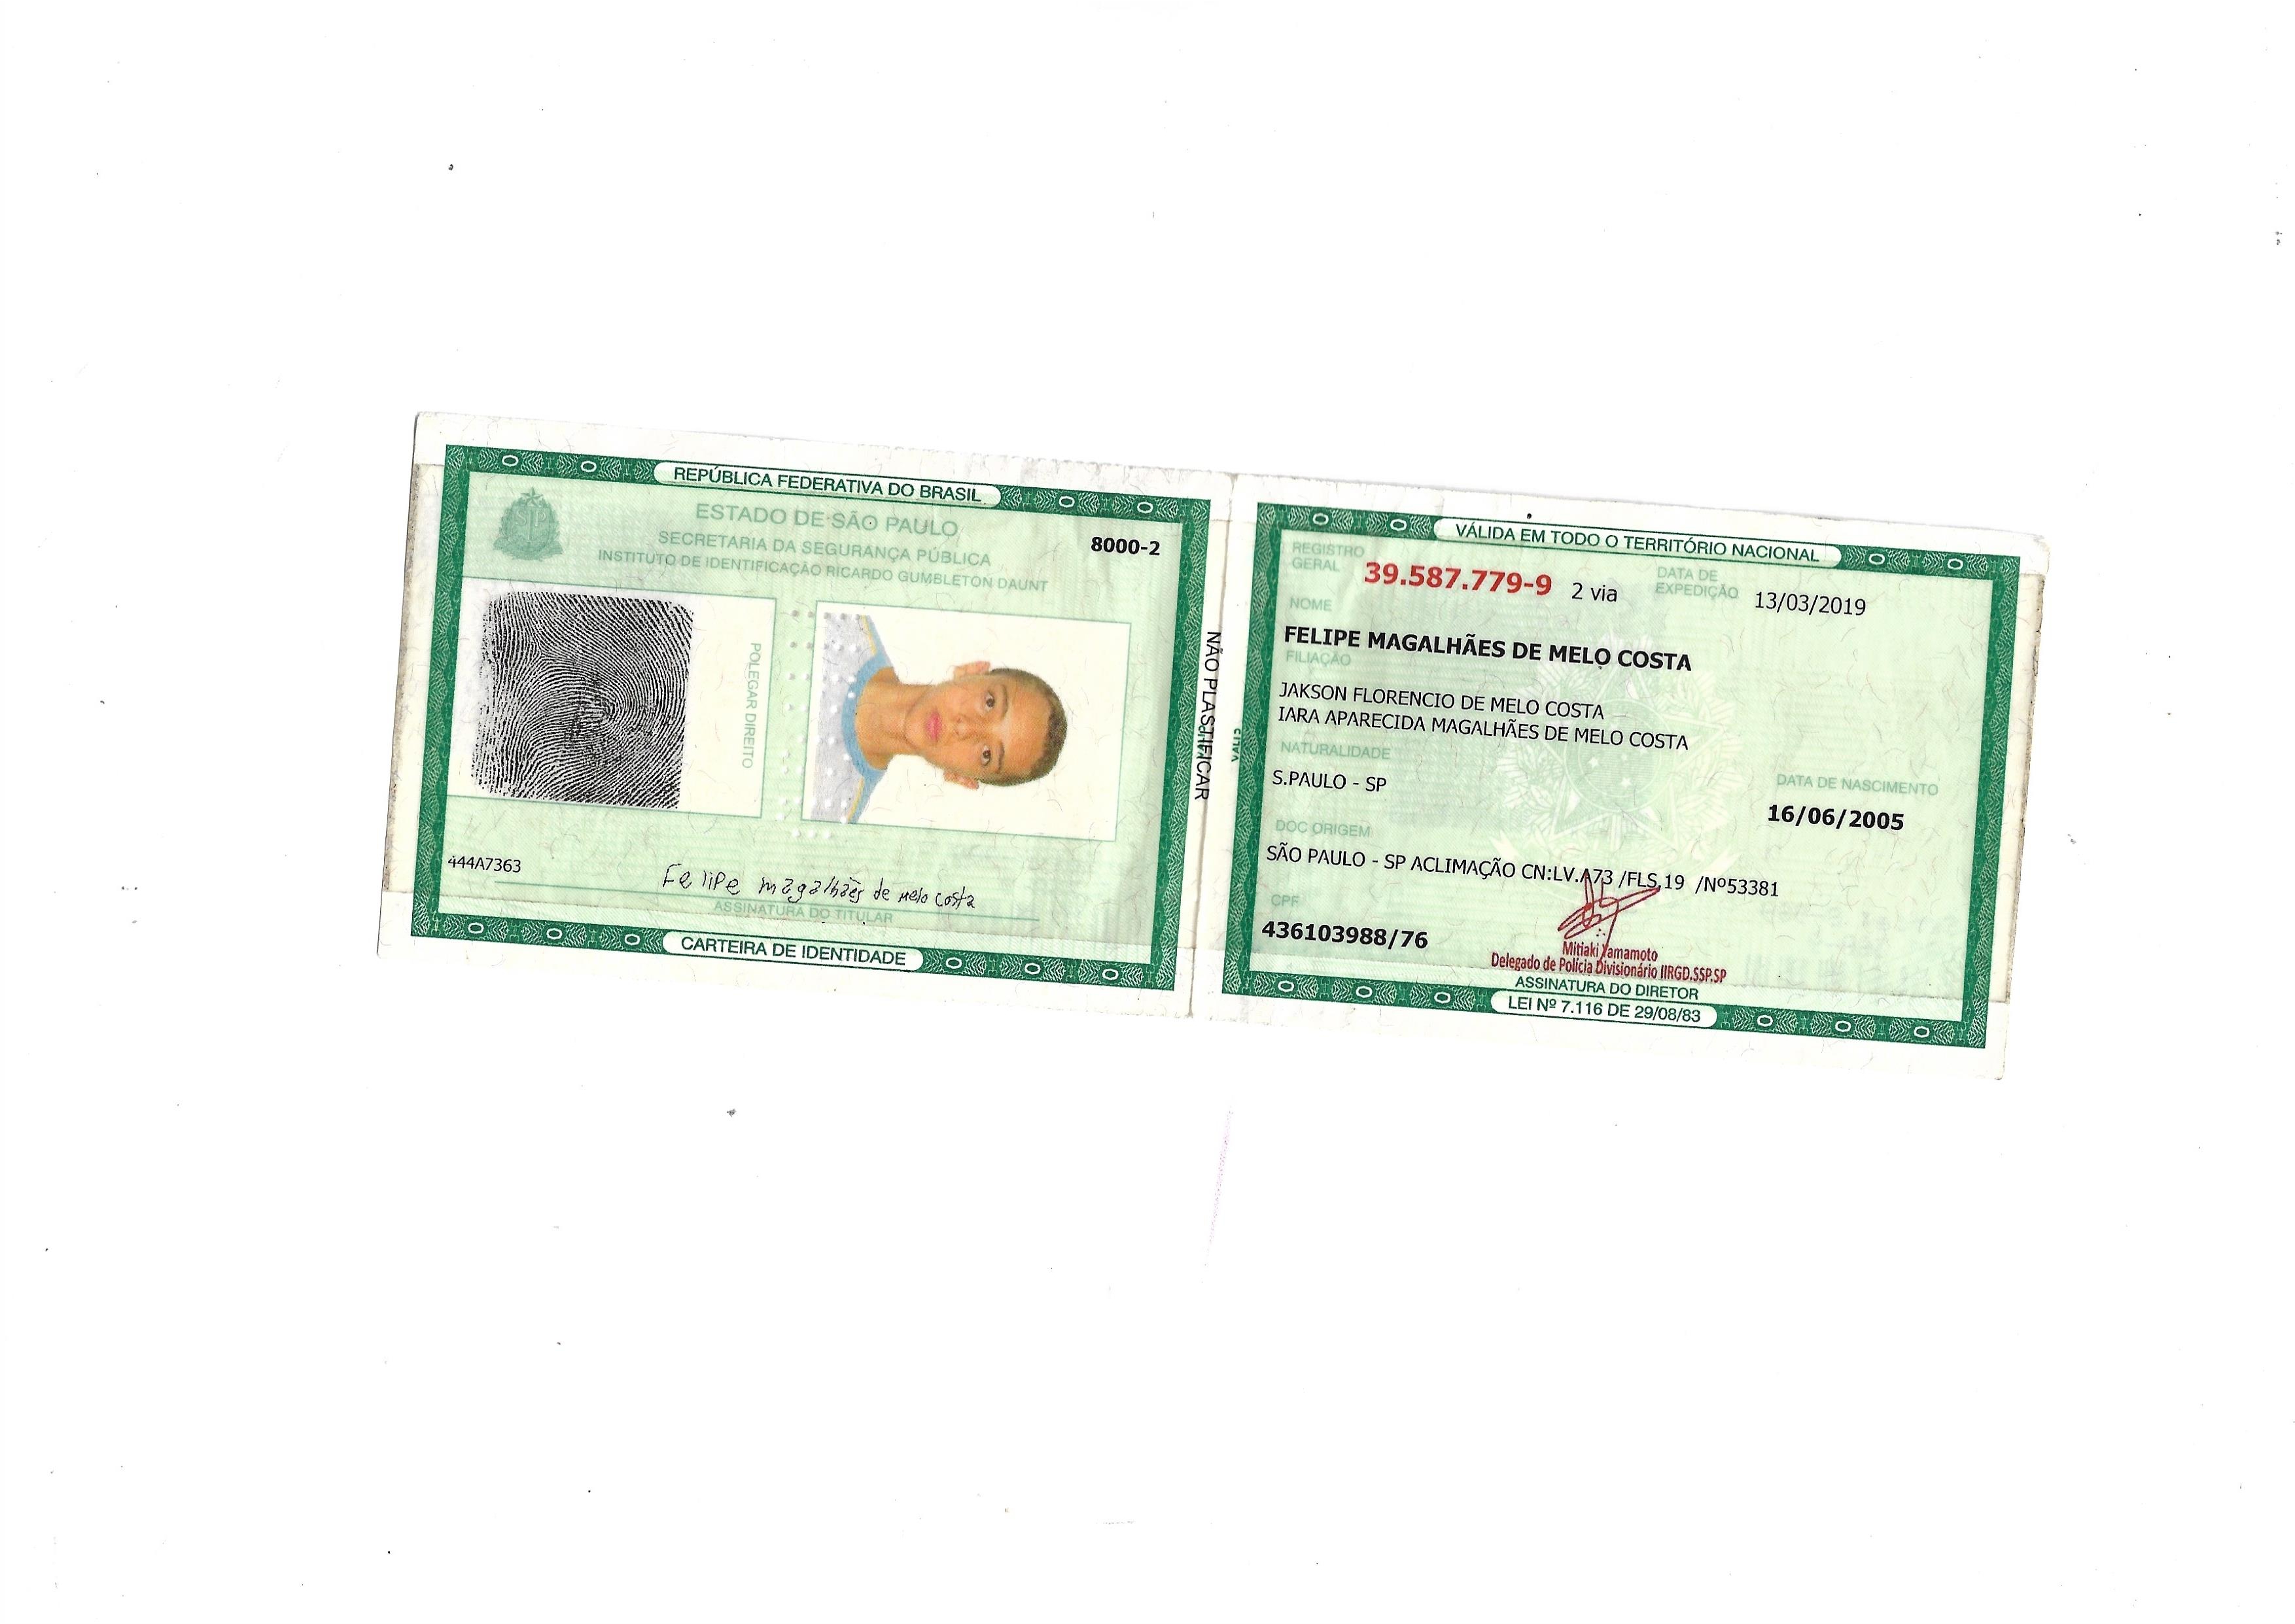 REPÚBLICA FEDERATIVA DO BRASIL
ESTADO DE SÃO PAULO
SECRETARIA DA SEGURANÇA PÚBLICA
INSTITUTO DE IDENTIFICAÇÃO RICARDO GUMBLETON DAUNT
8000-2
POLEGAR DIREITO
444A7363
Felipe magalhães de Melo costa
ASSINATURA DO TITULAR
CARTEIRA DE IDENTIDADE
NÃO PLASTIFICAR
VÁLIDA EM TODO O TERRITÓRIO NACIONAL
REGISTRO GERAL 39.587.779-9 2 via DATA DE EXPEDIÇÃO 13/03/2019
NOME
FELIPE MAGALHÃES DE MELO COSTA
FILIAÇÃO
JAKSON FLORENCIO DE MELO COSTA
IARA APARECIDA MAGALHÃES DE MELO COSTA
NATURALIDADE
S.PAULO - SP
DATA DE NASCIMENTO
16/06/2005
DOC ORIGEM
SÃO PAULO - SP ACLIMAÇÃO CN:LV.A73 /FLS,19 /Nº53381
CPF
436103988/76
Mitiaki Yamamoto
Delegado de Polícia Divisionário IIRGD.SSP.SP
ASSINATURA DO DIRETOR
LEI Nº 7.116 DE 29/08/83